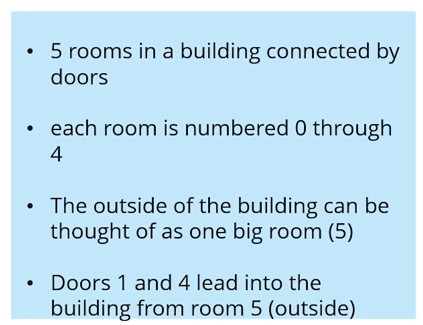 • 5 rooms in a building connected by
doors
• each room is numbered 0 through
4
• The outside of the building can be
thought of as one big room (5)
• Doors 1 and 4 lead into the
building from room 5 (outside)